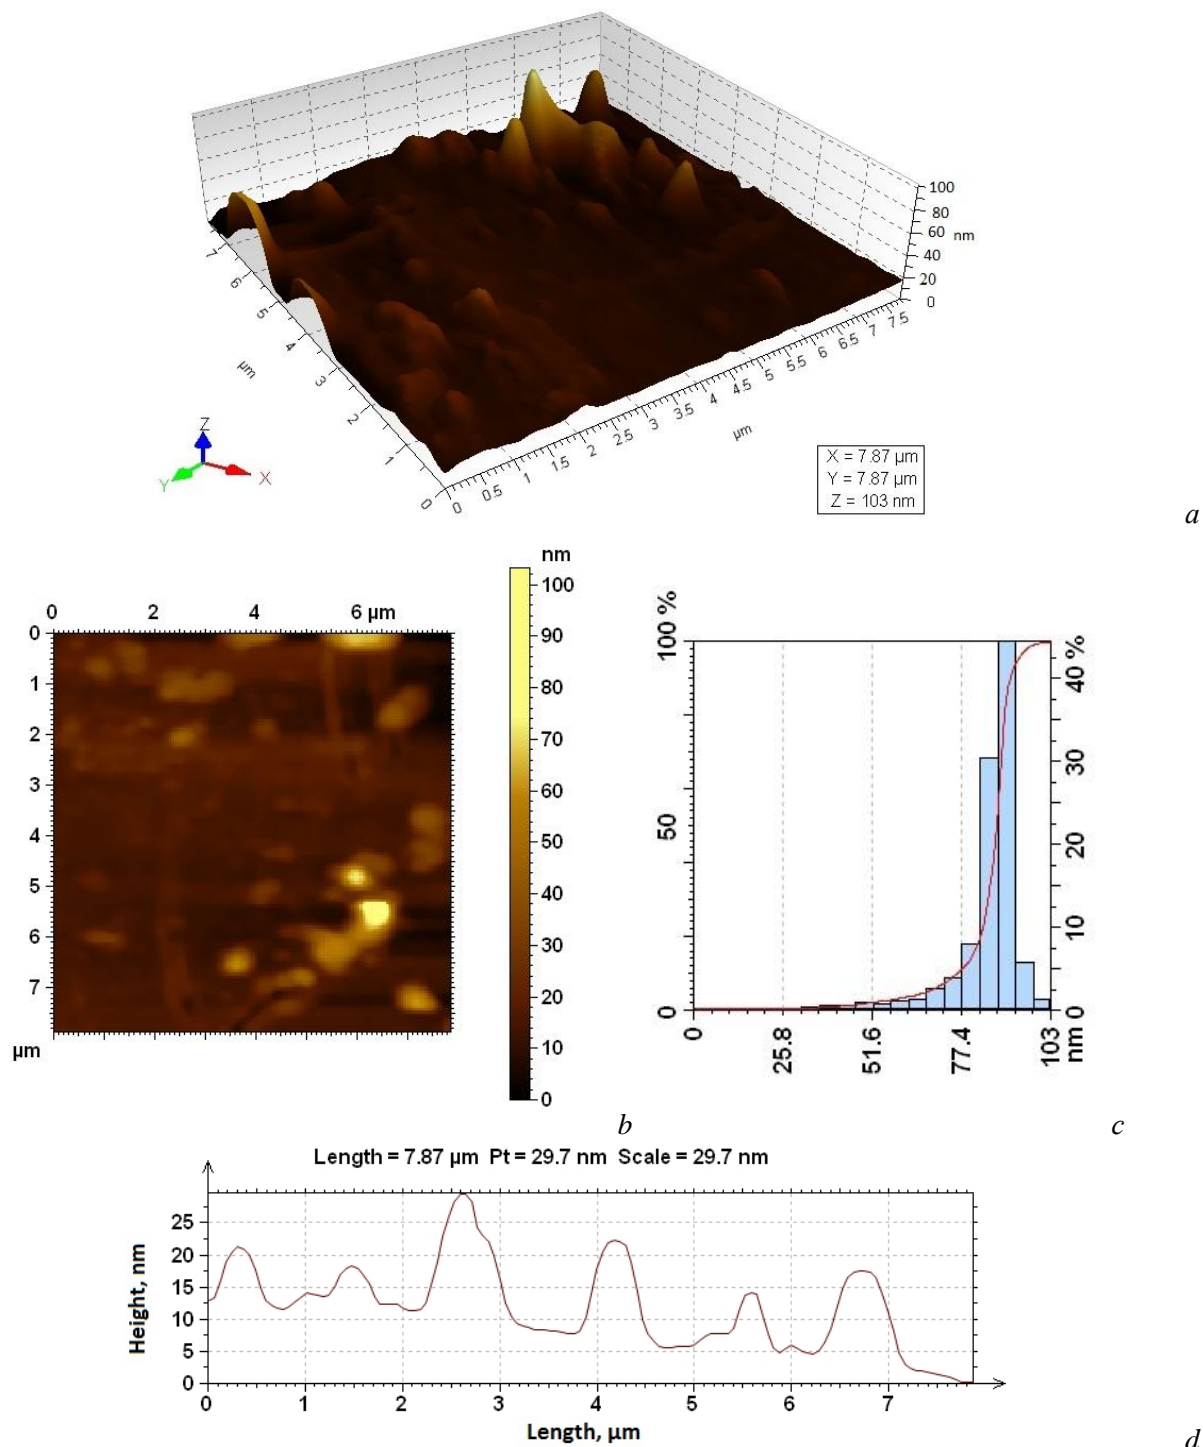 100
80
60 nm
40
20
0
7
6
5
4
3
2
1
0
µm
0
0.5
1
1.5
2
2.5
3
3.5
4
4.5
5
5.5
6
6.5
7
7.5
µm
Z
X
Y
X = 7.87 µm
Y = 7.87 µm
Z = 103 nm
a
0 2 4 6 µm
0
1
2
3
4
5
6
7
µm
nm
100
90
80
70
60
50
40
30
20
10
0
b
100 %
50
0
40 %
30
20
10
0
0 25.8 51.6 77.4 103
nm
c
Length = 7.87 µm Pt = 29.7 nm Scale = 29.7 nm
Height, nm
25
20
15
10
5
0
0 1 2 3 4 5 6 7
Length, µm
d